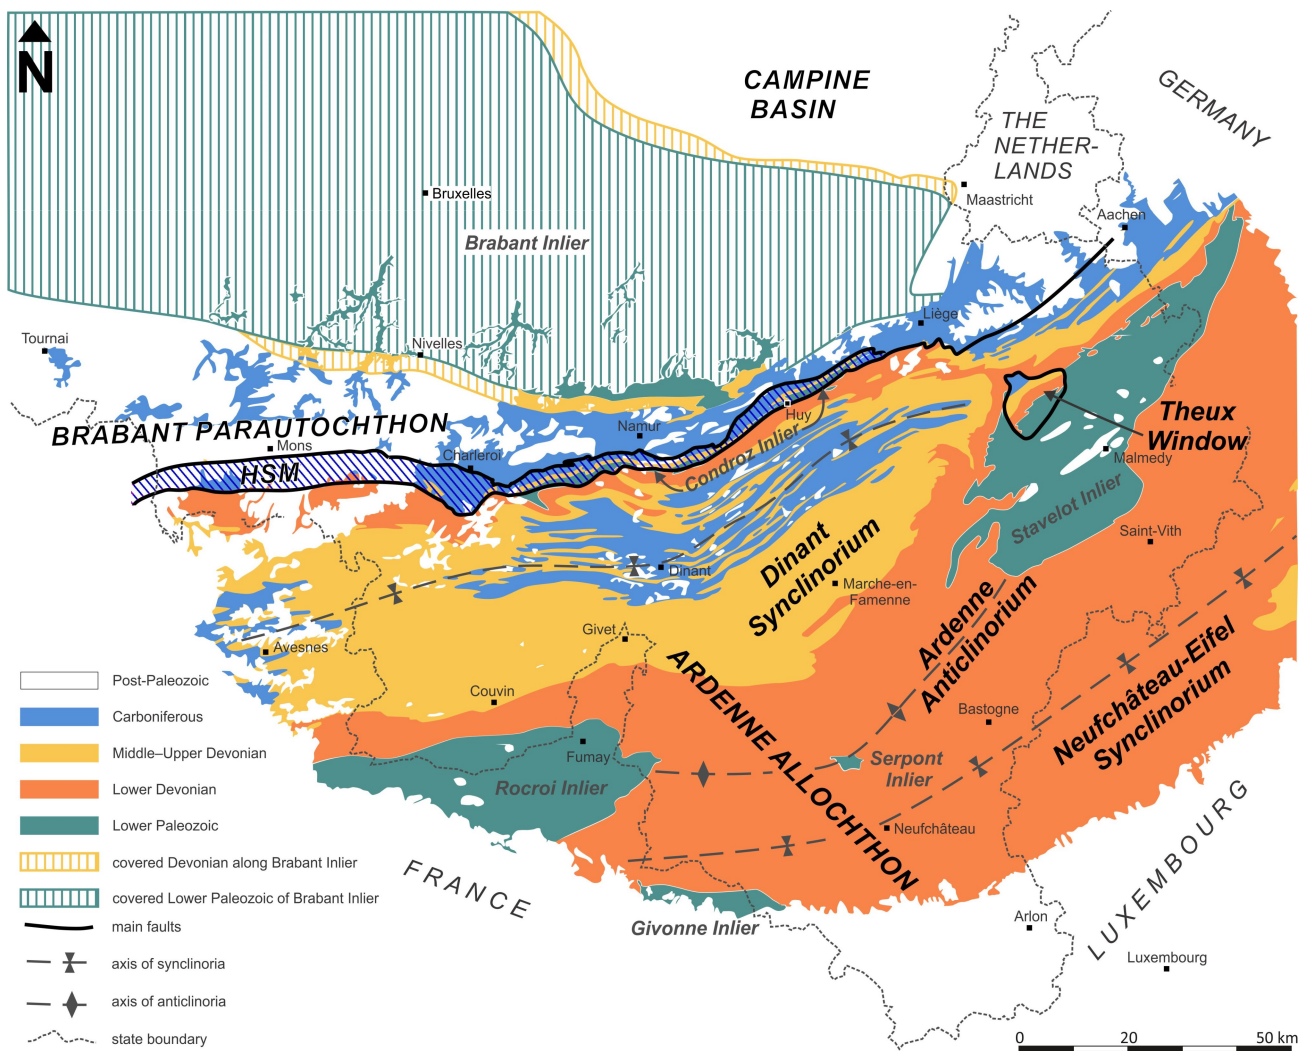 N
CAMPINE
BASIN
THE
NETHER-
LANDS
GERMANY
Maastricht
Aachen
Bruxelles
Brabant Inlier
Tournai
Nivelles
Liège
BRABANT PARAUTOCHTHON
Mons
HSM
Charleroi
Namur
Huy
Condroz Inlier
Theux
Window
Malmedy
Stavelot Inlier
Saint-Vith
Dinant
Dinant
Synclinorium
Marche-en-
Famenne
Givet
Avesnes
Couvin
Fumay
Rocroi Inlier
ARDENNE ALLOCHTHON
Ardenne
Anticlinorium
Bastogne
Serpont
Inlier
Neufchâteau-Eifel
Synclinorium
Neufchâteau
FRANCE
Givonne Inlier
Arlon
LUXEMBOURG
Luxembourg
Post-Paleozoic
Carboniferous
Middle–Upper Devonian
Lower Devonian
Lower Paleozoic
covered Devonian along Brabant Inlier
covered Lower Paleozoic of Brabant Inlier
main faults
axis of synclinoria
axis of anticlinoria
state boundary
0 20 50 km